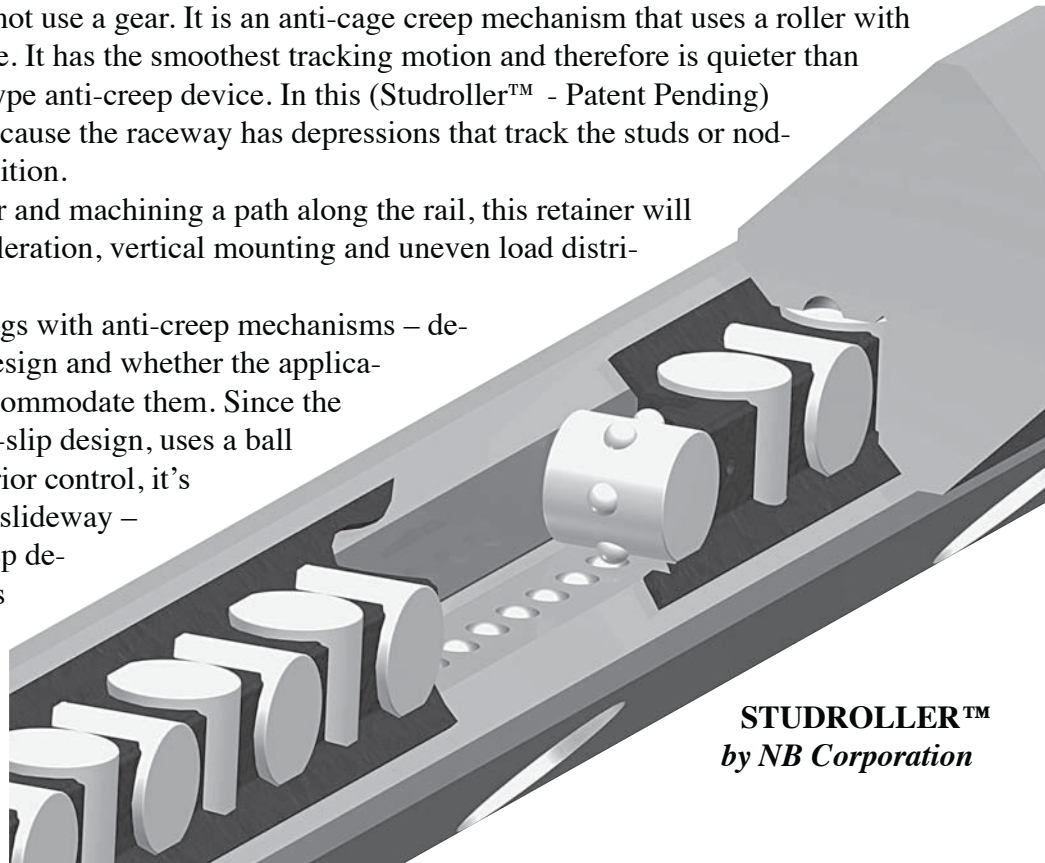 not use a gear. It is an anti-cage creep mechanism that uses a roller with
e. It has the smoothest tracking motion and therefore is quieter than
ype anti-creep device. In this (Studroller™ - Patent Pending)
cause the raceway has depressions that track the studs or nod-
ition.
r and machining a path along the rail, this retainer will
leration, vertical mounting and uneven load distri-
gs with anti-creep mechanisms – de-
esign and whether the applica-
ommodate them. Since the
-slip design, uses a ball
rior control, it’s
slideway –
p de-
s
STUDROLLER™
by NB Corporation